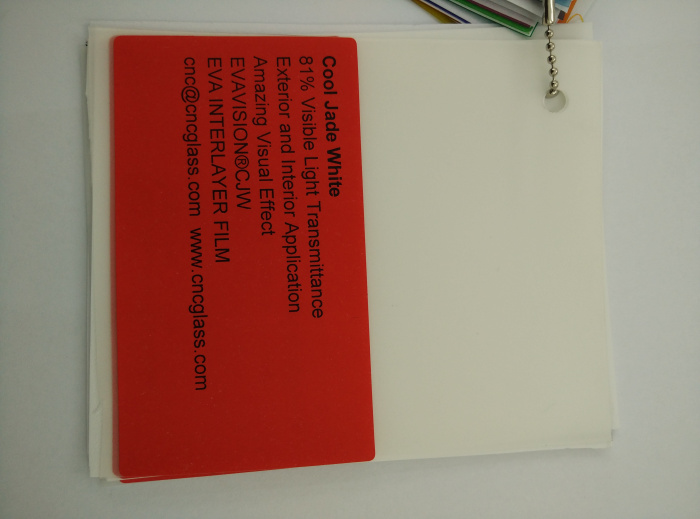 Cool Jade White
81% Visible Light Transmittance
Exterior and Interior Application
Amazing Visual Effect
EVAVISION®CJW
EVA INTERLAYER FILM
cnc@cncglass.com www.cncglass.com